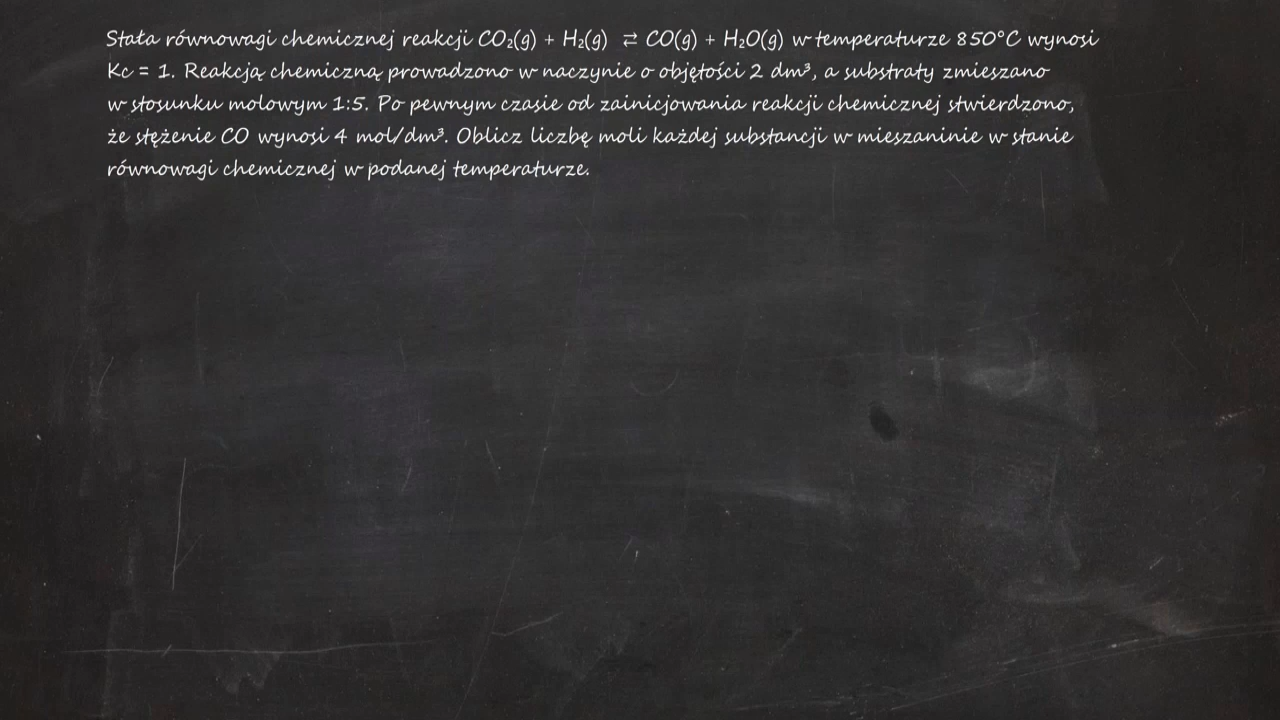 Stała równowagi chemicznej reakcji CO₂(g) + H₂(g) ⇄ CO(g) + H₂O(g) w temperaturze 850°C wynosi
Kc = 1. Reakcją chemiczną prowadzono w naczynie o objętości 2 dm³, a substraty zmieszano
w stosunku molowym 1:5. Po pewnym czasie od zainicjowania reakcji chemicznej stwierdzono,
że stężenie CO wynosi 4 mol/dm³. Oblicz liczbę moli każdej substancji w mieszaninie w stanie
równowagi chemicznej w podanej temperaturze.